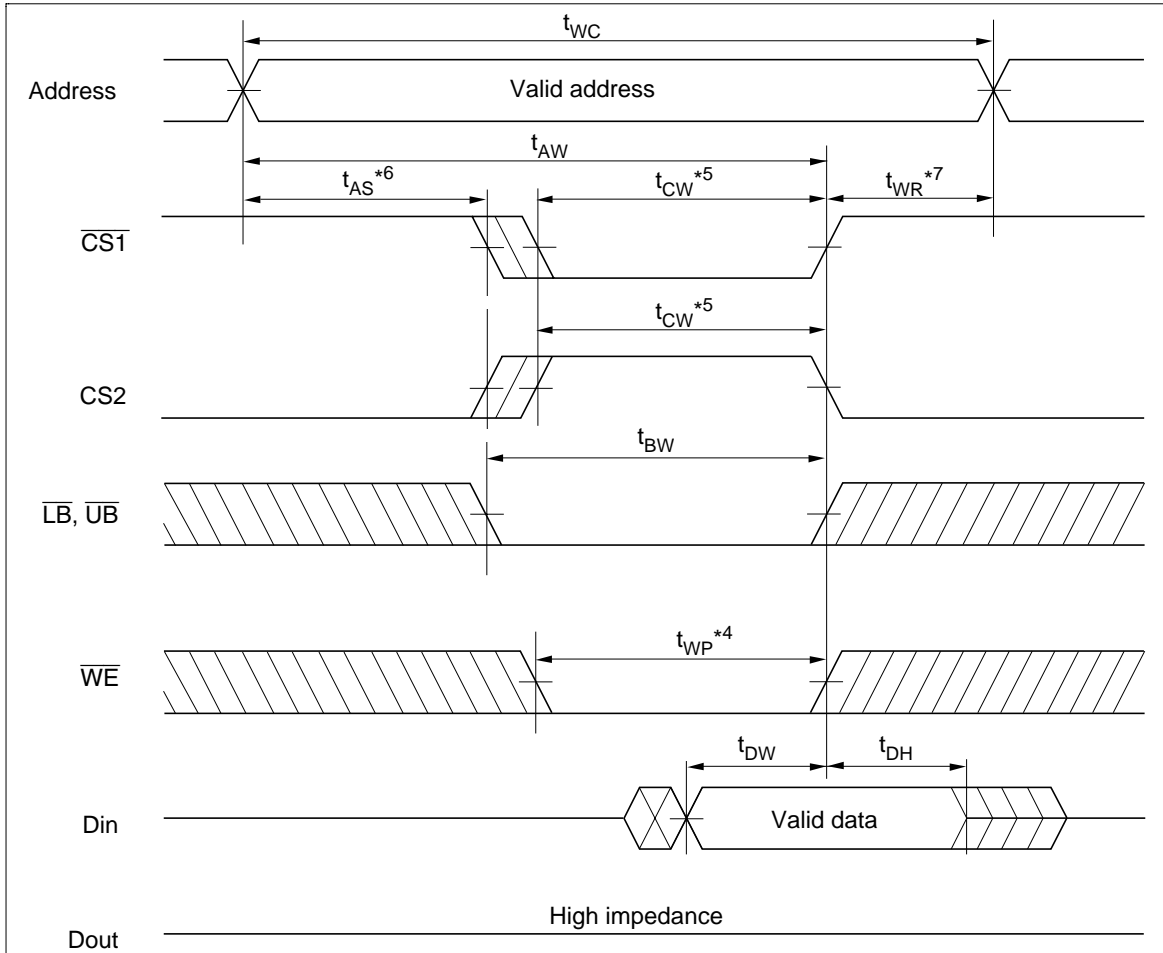 tWC
Address
Valid address
tAW
tAS*6
tCW*5
tWR*7
CS1
tCW*5
CS2
tBW
LB, UB
tWP*4
WE
tDW
tDH
Din
Valid data
High impedance
Dout